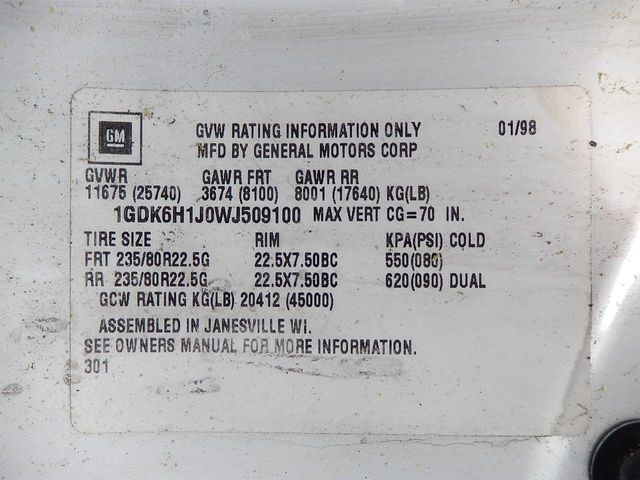 GM
GVW RATING INFORMATION ONLY 01/98
MFD BY GENERAL MOTORS CORP
GVWR GAWR FRT GAWR RR
11675 (25740) 3674 (8100) 8001 (17640) KG(LB)
1GDK6H1J0WJ509100 MAX VERT CG=70 IN.
TIRE SIZE RIM KPA(PSI) COLD
FRT 235/80R22.5G 22.5X7.50BC 550(080)
RR 235/80R22.5G 22.5X7.50BC 620(090) DUAL
GCW RATING KG(LB) 20412 (45000)
ASSEMBLED IN JANESVILLE WI.
SEE OWNERS MANUAL FOR MORE INFORMATION.
301